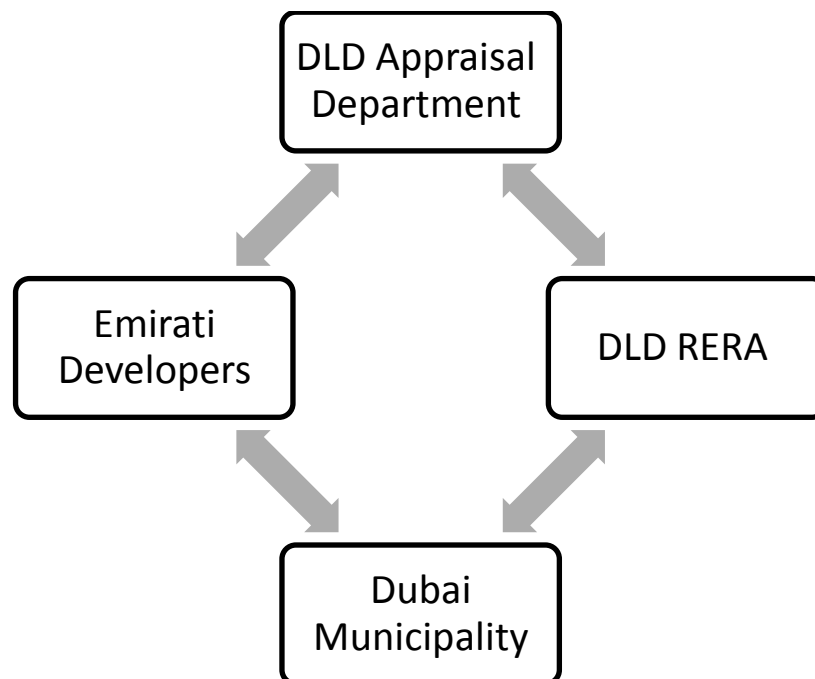 DLD Appraisal
Department
Emirati
Developers
DLD RERA
Dubai
Municipality